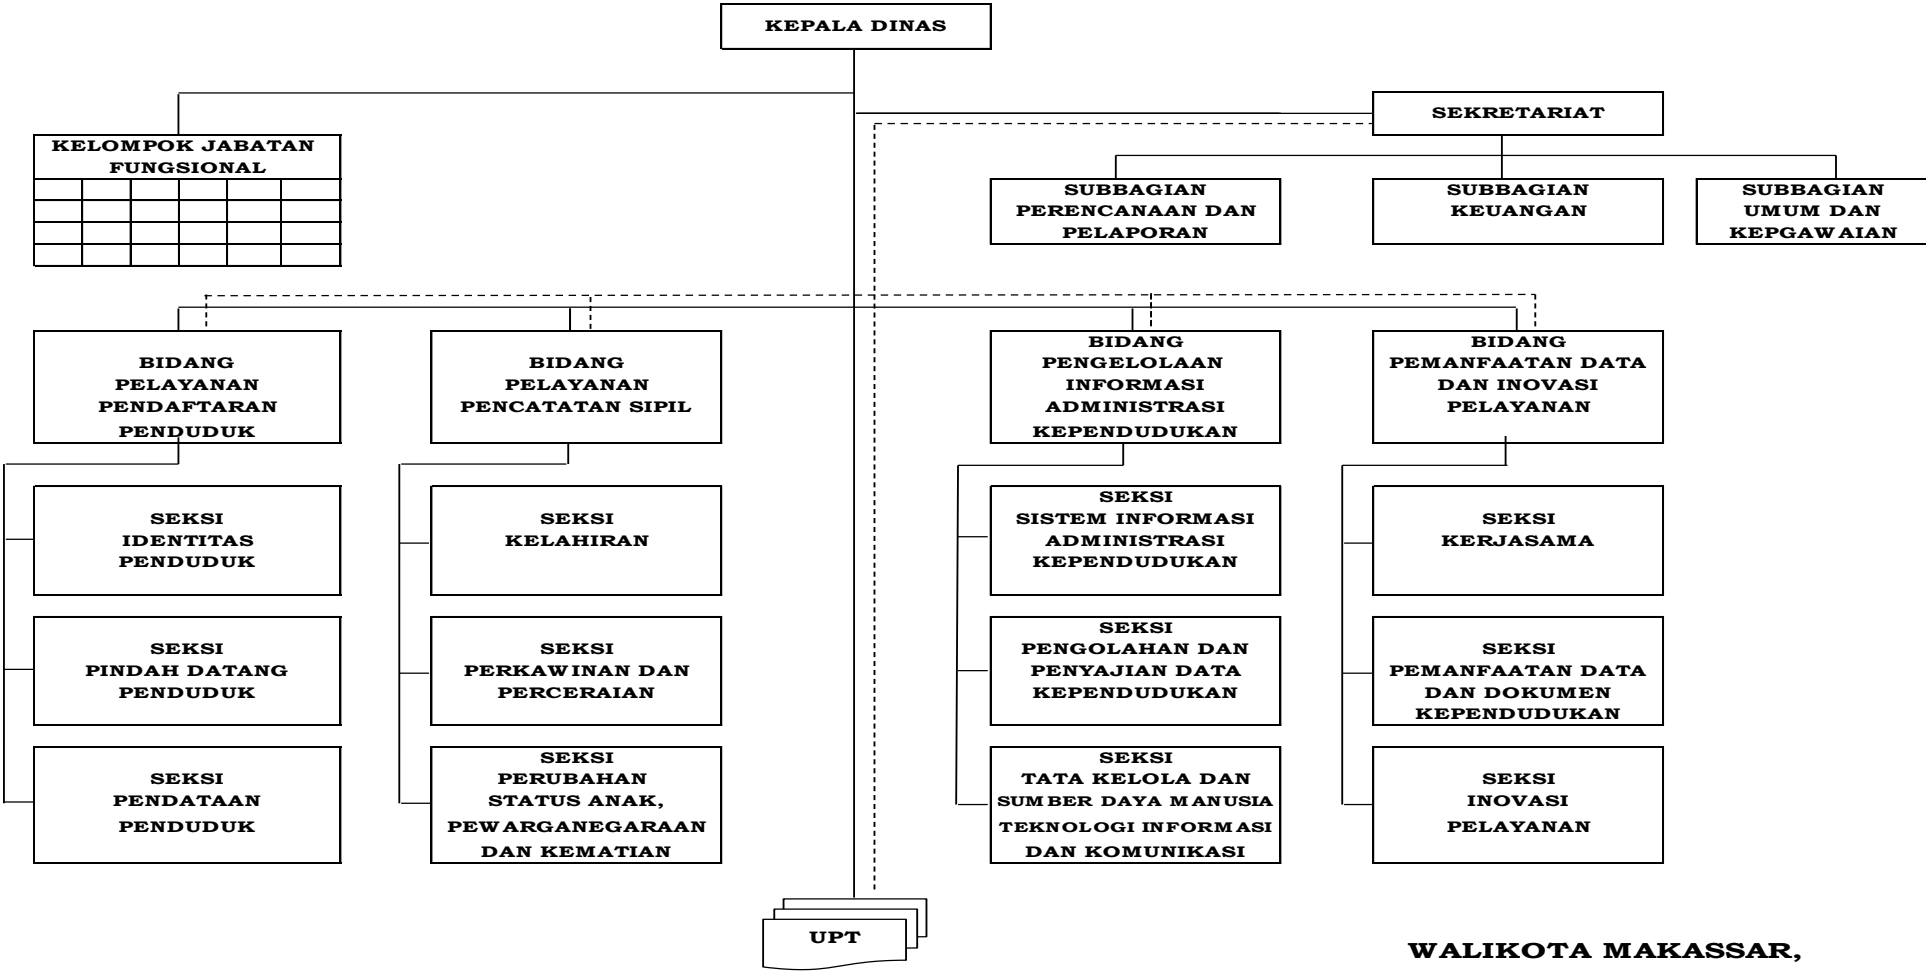 KEPALA DINAS
SEKRETARIAT
KELOMPOK JABATAN
FUNGSIONAL
SUBBAGIAN
PERENCANAAN DAN
PELAPORAN
SUBBAGIAN
KEUANGAN
SUBBAGIAN
UMUM DAN
KEPGAWAIAN
BIDANG
PELAYANAN
PENDAFTARAN
PENDUDUK
BIDANG
PELAYANAN
PENCATATAN SIPIL
BIDANG
PENGELOLAAN
INFORMASI
ADMINISTRASI
KEPENDUDUKAN
BIDANG
PEMANFAATAN DATA
DAN INOVASI
PELAYANAN
SEKSI
IDENTITAS
PENDUDUK
SEKSI
KELAHIRAN
SEKSI
SISTEM INFORMASI
ADMINISTRASI
KEPENDUDUKAN
SEKSI
KERJASAMA
SEKSI
PINDAH DATANG
PENDUDUK
SEKSI
PERKAWINAN DAN
PERCERAIAN
SEKSI
PENGOLAHAN DAN
PENYAJIAN DATA
KEPENDUDUKAN
SEKSI
PEMANFAATAN DATA
DAN DOKUMEN
KEPENDUDUKAN
SEKSI
PENDATAAN
PENDUDUK
SEKSI
PERUBAHAN
STATUS ANAK,
PEWARGANEGARAAN
DAN KEMATIAN
SEKSI
TATA KELOLA DAN
SUMBER DAYA MANUSIA
TEKNOLOGI INFORMASI
DAN KOMUNIKASI
SEKSI
INOVASI
PELAYANAN
UPT
WALIKOTA MAKASSAR,